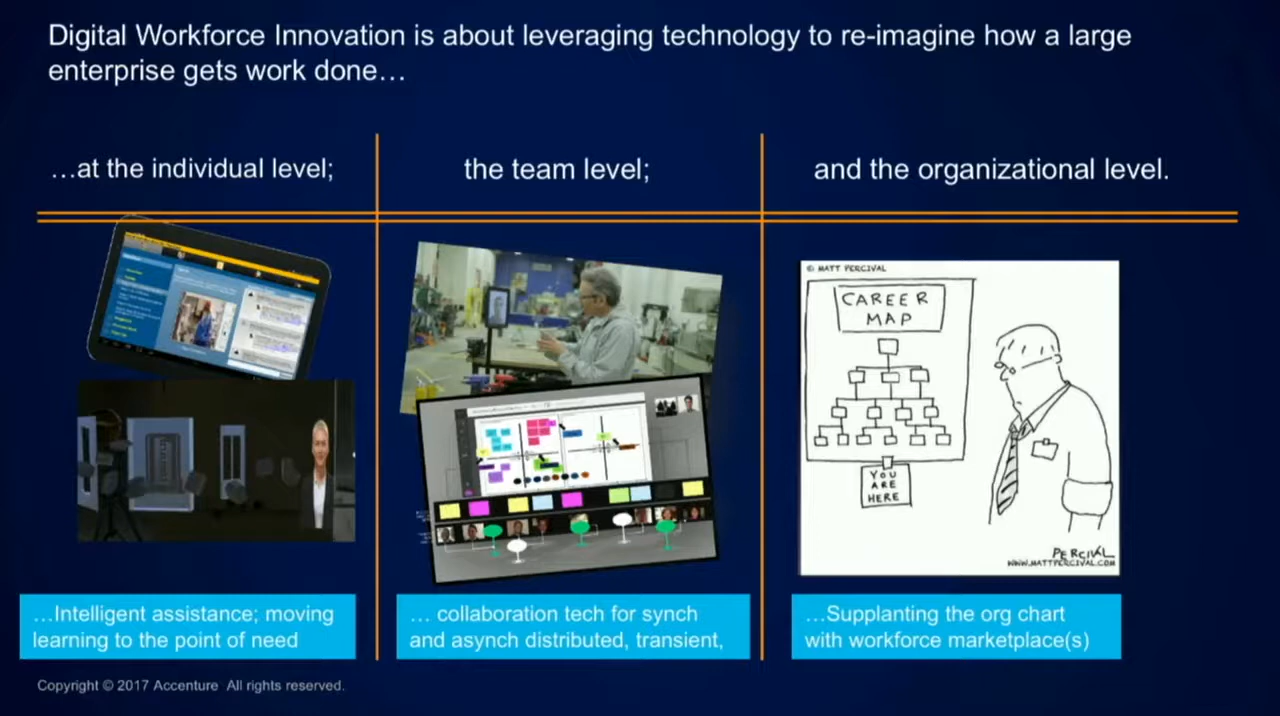 Digital Workforce Innovation is about leveraging technology to re-imagine how a large
enterprise gets work done…
…at the individual level;
the team level;
and the organizational level.
© MATT PERCIVAL
CAREER
MAP
YOU
ARE
HERE
PERCIVAL
WWW.MATTPERCIVAL.COM
…Intelligent assistance; moving
learning to the point of need
… collaboration tech for synch
and asynch distributed, transient,
…Supplanting the org chart
with workforce marketplace(s)
Copyright © 2017 Accenture All rights reserved.